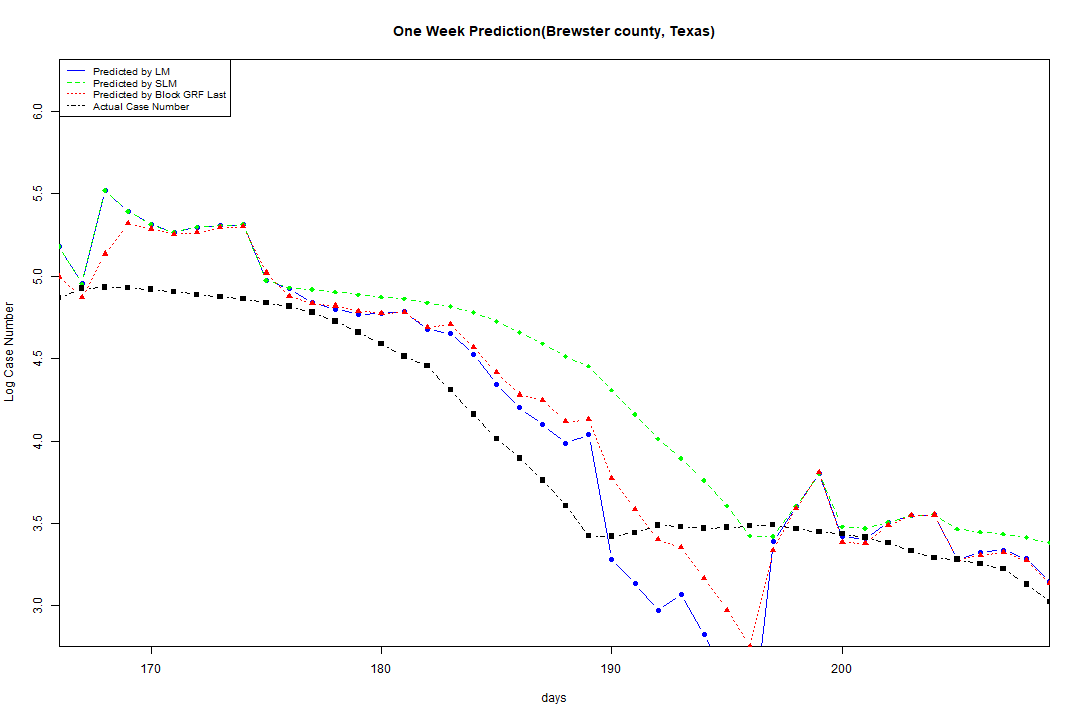 One Week Prediction(Brewster county, Texas)
Predicted by LM
Predicted by SLM
Predicted by Block GRF Last
Actual Case Number
6.0
5.5
5.0
4.5
4.0
3.5
3.0
Log Case Number
170 180 190 200
days